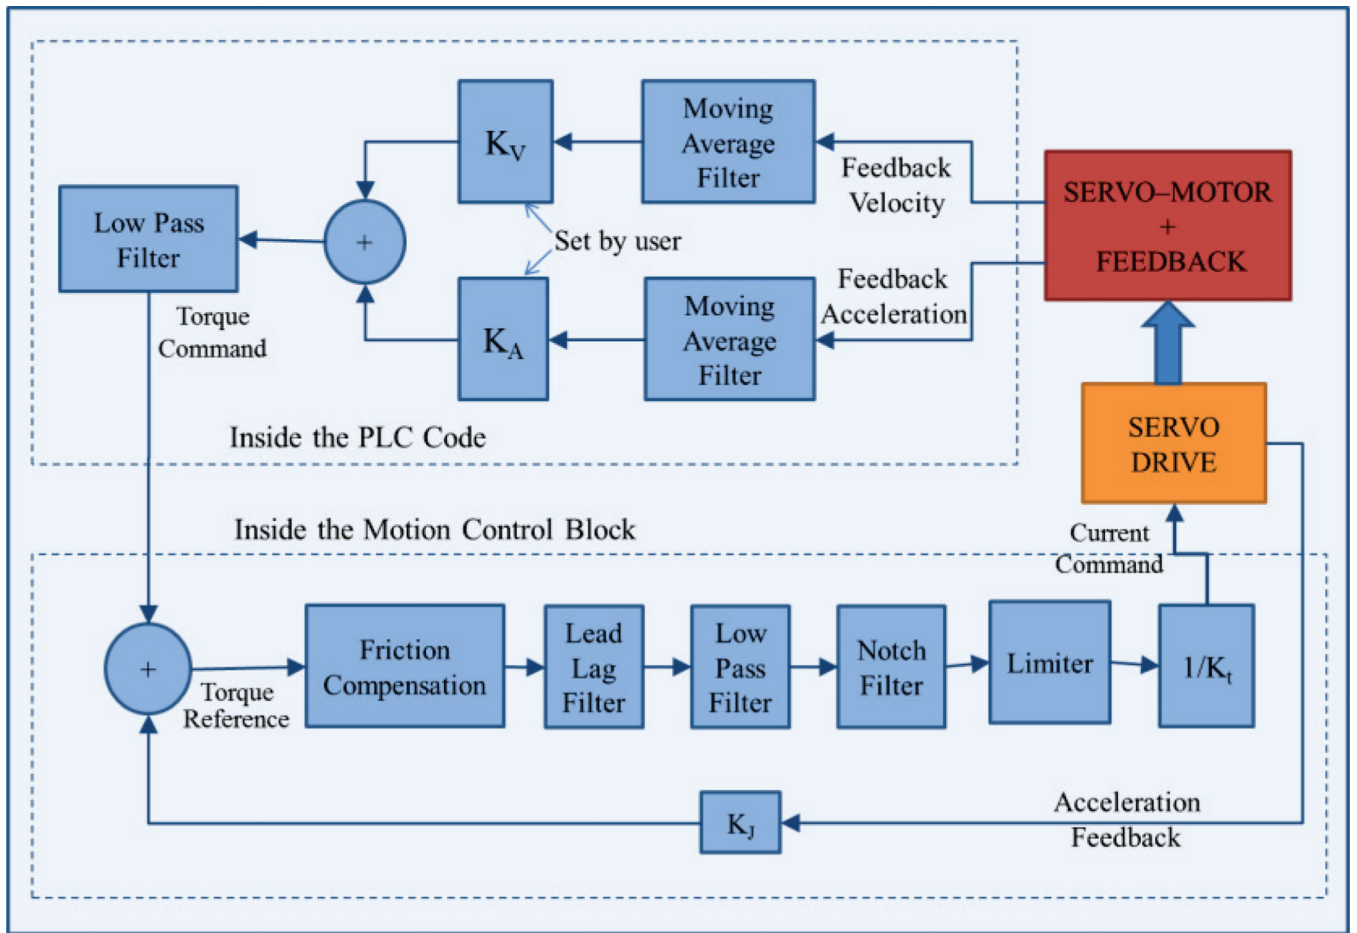 K_V
Moving
Average
Filter
Feedback
Velocity
SERVO–MOTOR
+
FEEDBACK
Low Pass
Filter
+
Set by user
Feedback
Acceleration
K_A
Moving
Average
Filter
Torque
Command
Inside the PLC Code
SERVO
DRIVE
Inside the Motion Control Block
Current
Command
+
Torque
Reference
Friction
Compensation
Lead
Lag
Filter
Low
Pass
Filter
Notch
Filter
Limiter
1/K_t
K_J
Acceleration
Feedback